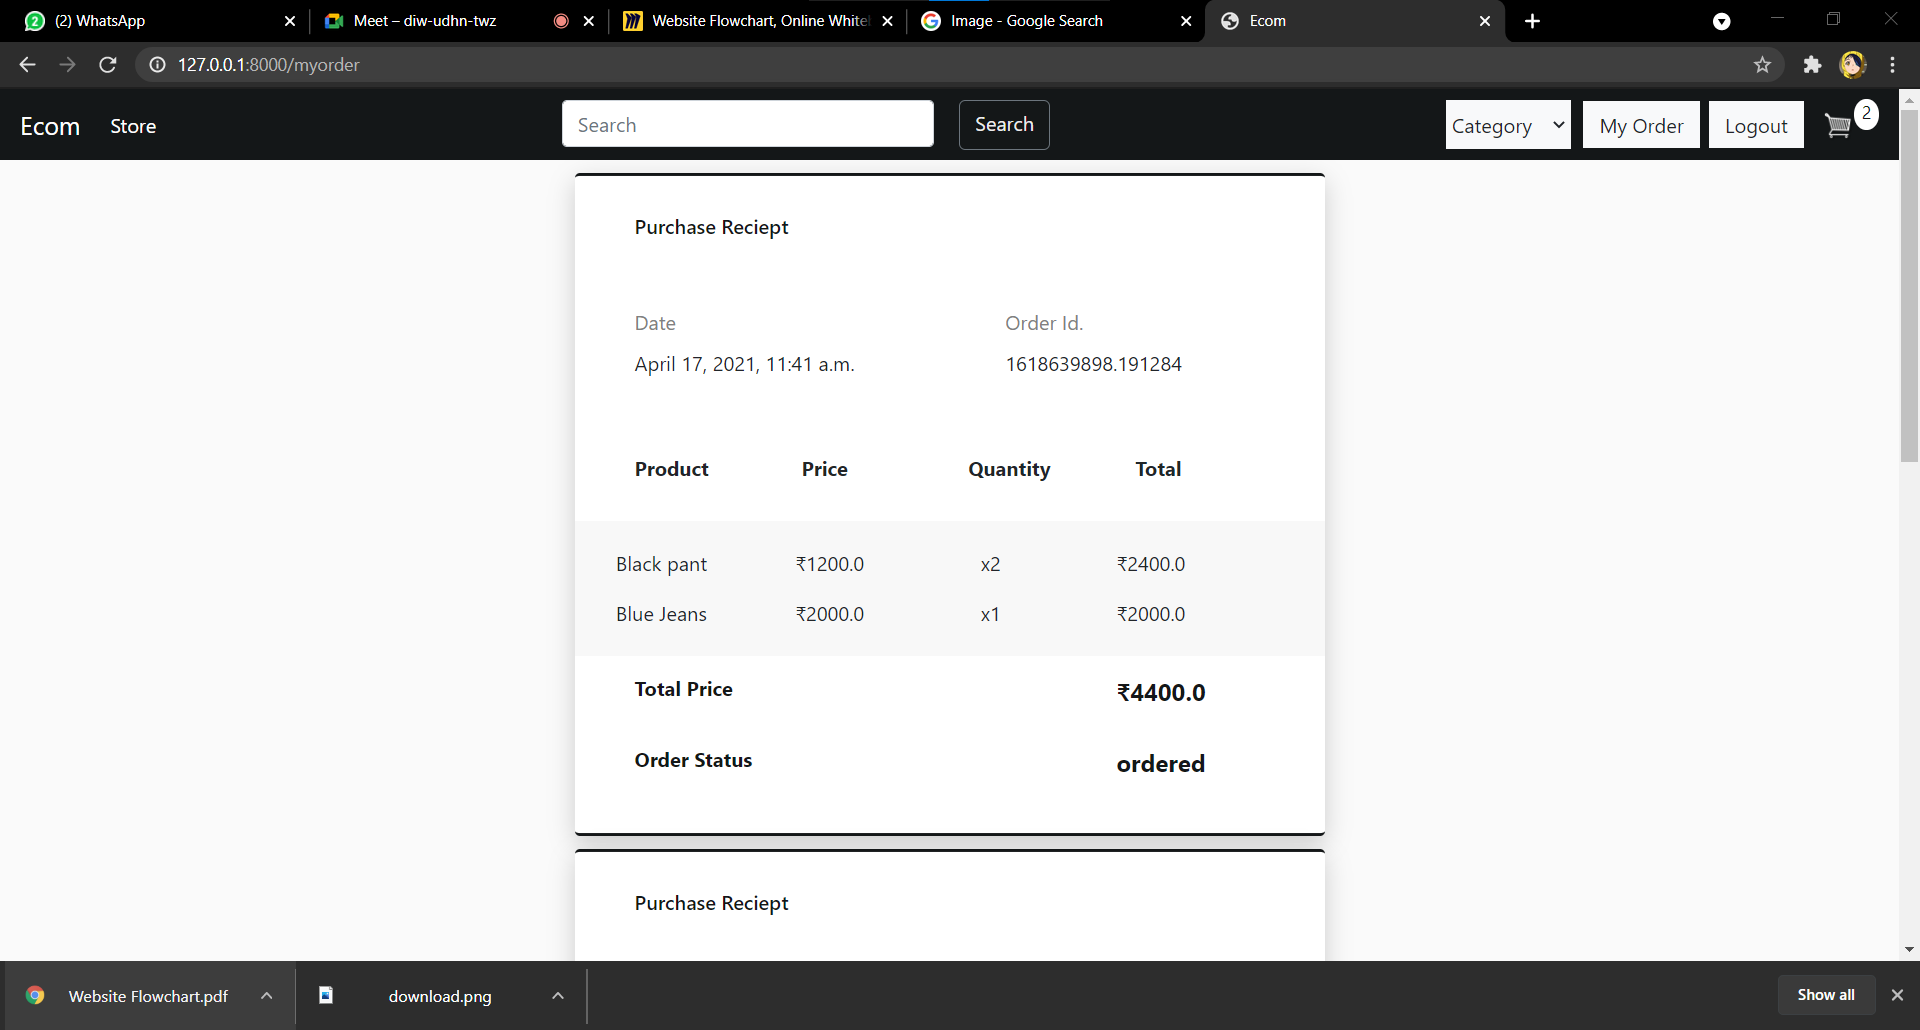 2 (2) WhatsApp Meet – diw-udhn-twz Website Flowchart, Online White Image - Google Search Ecom
127.0.0.1:8000/myorder
Ecom Store Search Search Category My Order Logout 2
Purchase Reciept
Date Order Id.
April 17, 2021, 11:41 a.m. 1618639898.191284
Product Price Quantity Total
Black pant ₹1200.0 x2 ₹2400.0
Blue Jeans ₹2000.0 x1 ₹2000.0
Total Price ₹4400.0
Order Status ordered
Purchase Reciept
Website Flowchart.pdf download.png Show all